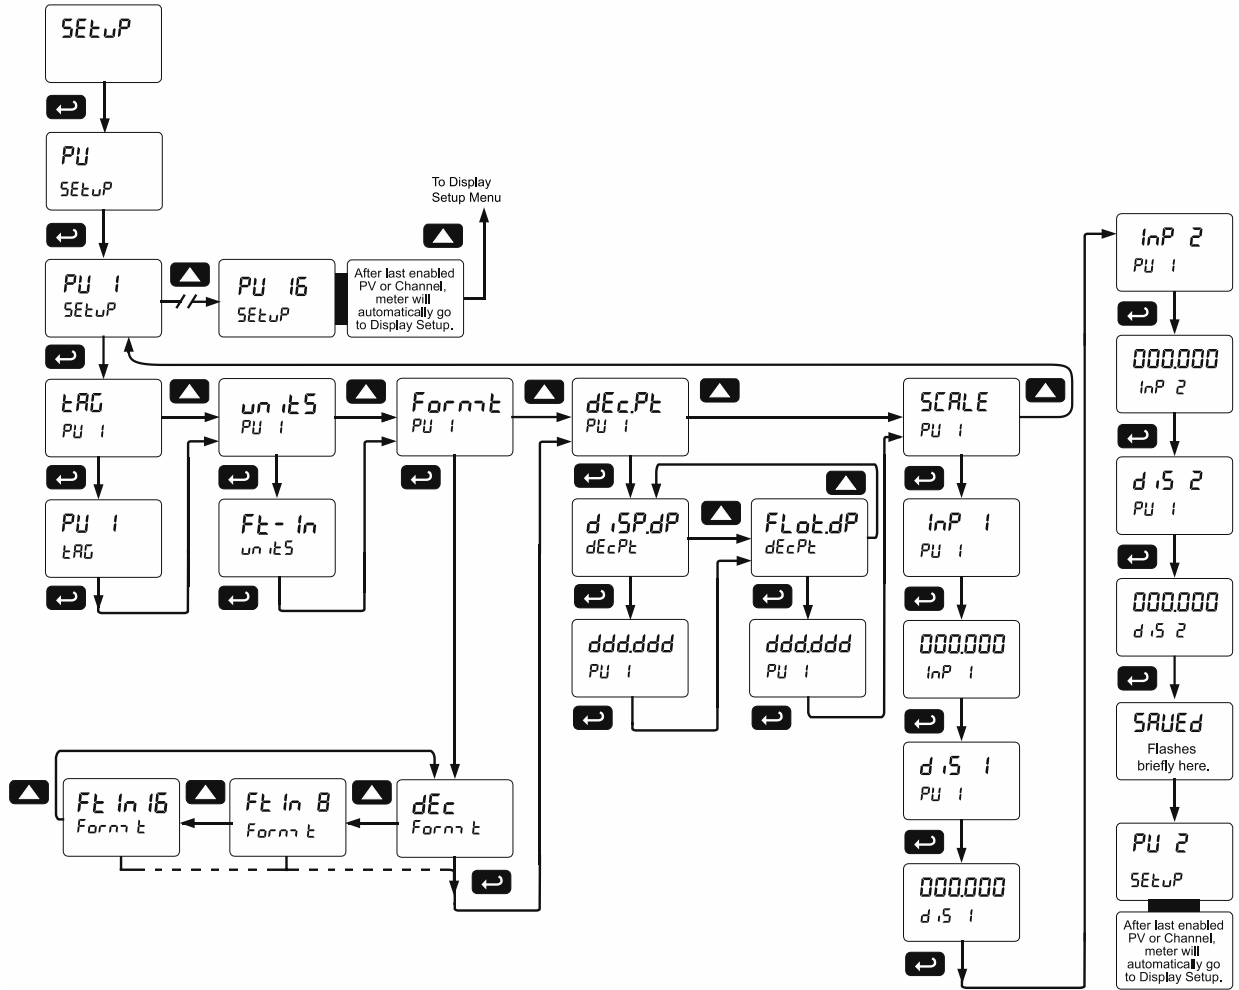 SEtuP
PU
SEtuP
To Display
Setup Menu
PU 1
SEtuP
PU 16
SEtuP
After last enabled
PV or Channel,
meter will
automatically go
to Display Setup.
tAG
PU 1
unitS
PU 1
Formt
PU 1
dEc.Pt
PU 1
SCALE
PU 1
PU 1
tAG
Ft-In
unitS
diSP.dP
dEcPt
FLot.dP
dEcPt
InP 1
PU 1
ddd.ddd
PU 1
ddd.ddd
PU 1
000.000
InP 1
Ft In 16
Formt
Ft In 8
Formt
dEc
Formt
diS 1
PU 1
000.000
diS 1
InP 2
PU 1
000.000
InP 2
diS 2
PU 1
000.000
diS 2
SAUEd
Flashes
briefly here.
PU 2
SEtuP
After last enabled
PV or Channel,
meter will
automatically go
to Display Setup.